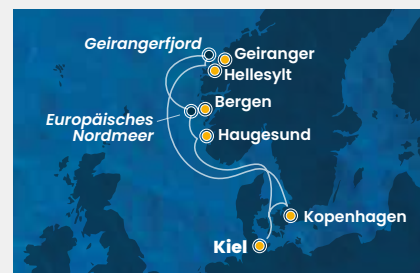 Geirangerfjord
Geiranger
Hellesylt
Bergen
Europäisches
Nordmeer
Haugesund
Kopenhagen
Kiel